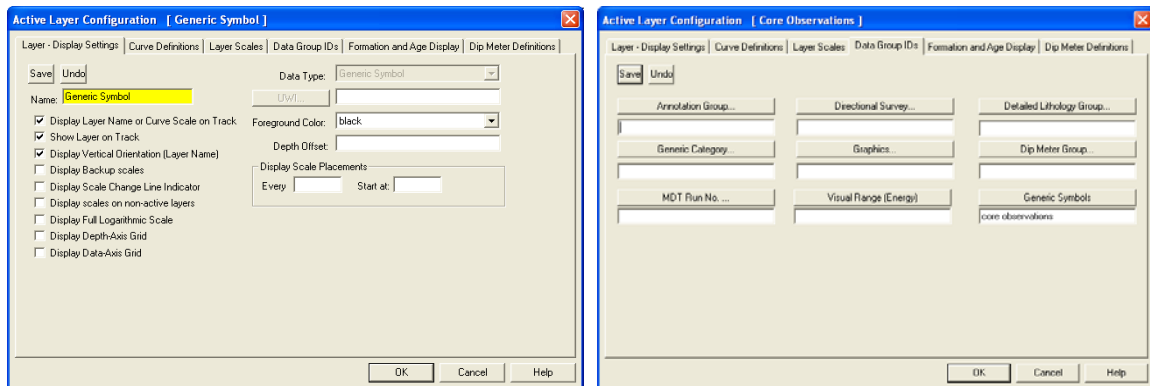 Active Layer Configuration [ Generic Symbol ]
Layer - Display Settings Curve Definitions Layer Scales Data Group IDs Formation and Age Display Dip Meter Definitions
Save Undo
Data Type: Generic Symbol
Name: Generic Symbol
UWI...
Display Layer Name or Curve Scale on Track
Foreground Color: black
Show Layer on Track
Depth Offset:
Display Vertical Orientation (Layer Name)
Display Backup scales
Display Scale Placements
Display Scale Change Line Indicator
Every Start at:
Display scales on non-active layers
Display Full Logarithmic Scale
Display Depth-Axis Grid
Display Data-Axis Grid
OK Cancel Help
Active Layer Configuration [ Core Observations ]
Layer - Display Settings Curve Definitions Layer Scales Data Group IDs Formation and Age Display Dip Meter Definitions
Save Undo
Annotation Group... Directional Survey... Detailed Lithology Group...
Generic Category... Graphics... Dip Meter Group...
MDT Run No. ... Visual Range (Energy) Generic Symbols
core observations
OK Cancel Help